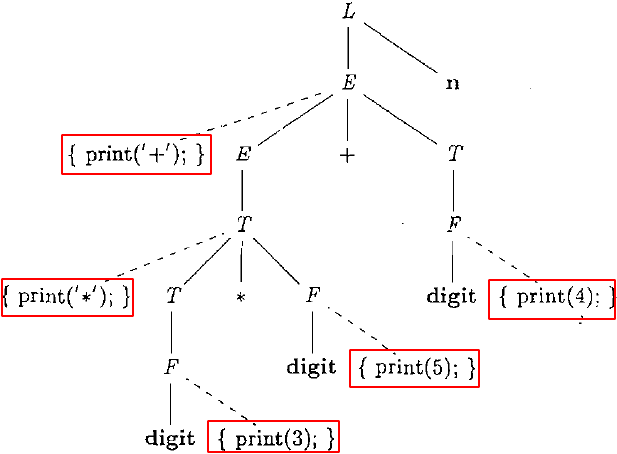 L
E n
{ print('+'); } E + T
T F
{ print('*'); } T * F digit { print(4); }
F digit { print(5); }
digit { print(3); }